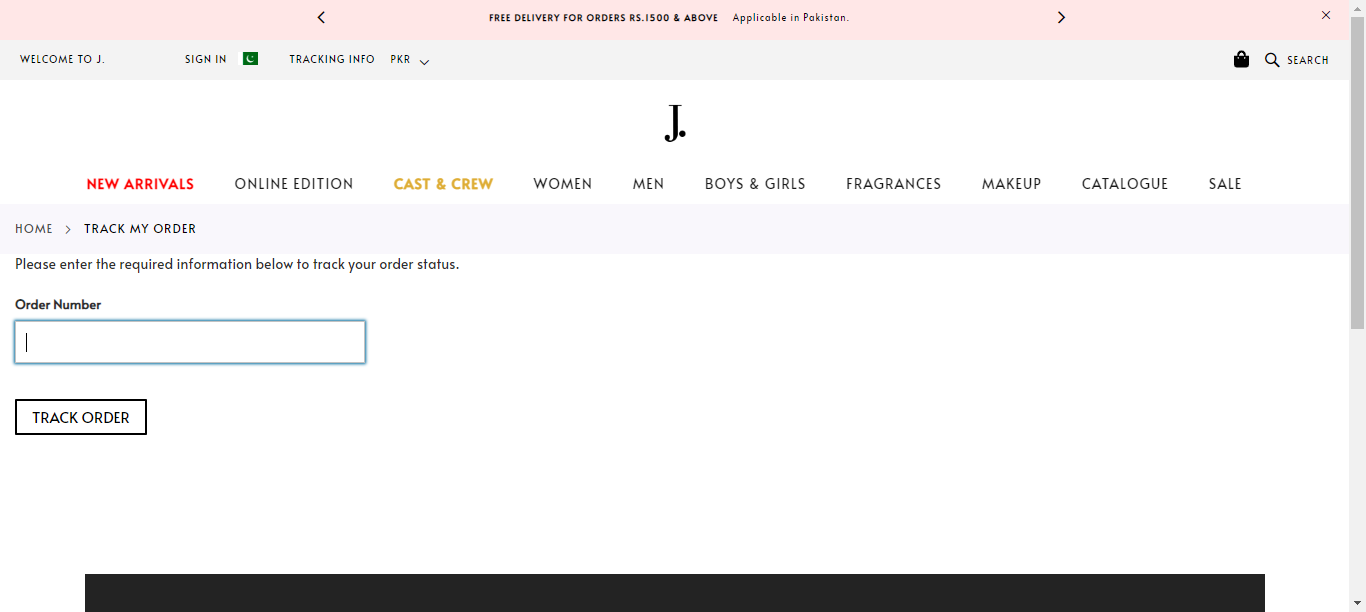 FREE DELIVERY FOR ORDERS RS.1500 & ABOVE Applicable in Pakistan.
WELCOME TO J. SIGN IN TRACKING INFO PKR SEARCH
J.
NEW ARRIVALS ONLINE EDITION CAST & CREW WOMEN MEN BOYS & GIRLS FRAGRANCES MAKEUP CATALOGUE SALE
HOME > TRACK MY ORDER
Please enter the required information below to track your order status.
Order Number
TRACK ORDER